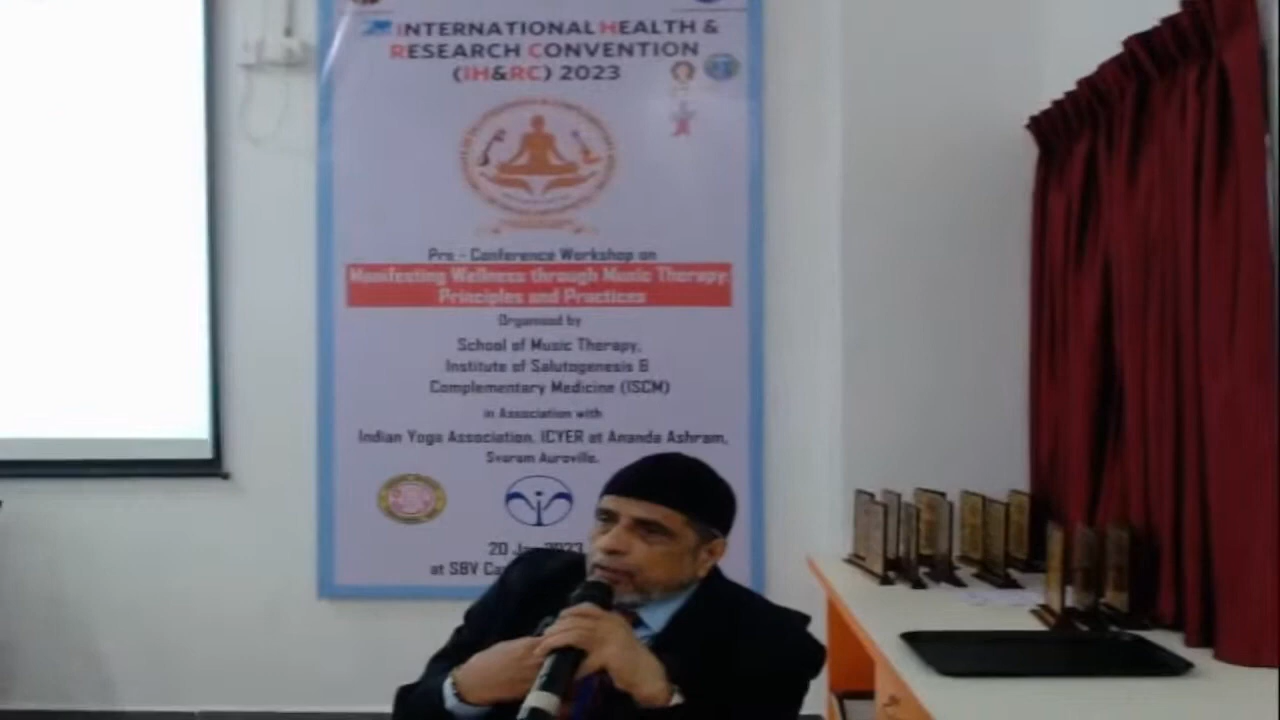 INTERNATIONAL HEALTH &
RESEARCH CONVENTION
(IH&RC) 2023
Pre - Conference Workshop on
Manifesting Wellness through Music Therapy:
Principles and Practices
Organised by
School of Music Therapy,
Institute of Salutogenesis &
Complementary Medicine (ISCM)
in Association with
Indian Yoga Association, ICYER at Ananda Ashram,
Svaram Auroville.
20 Jan 2023
at SBV